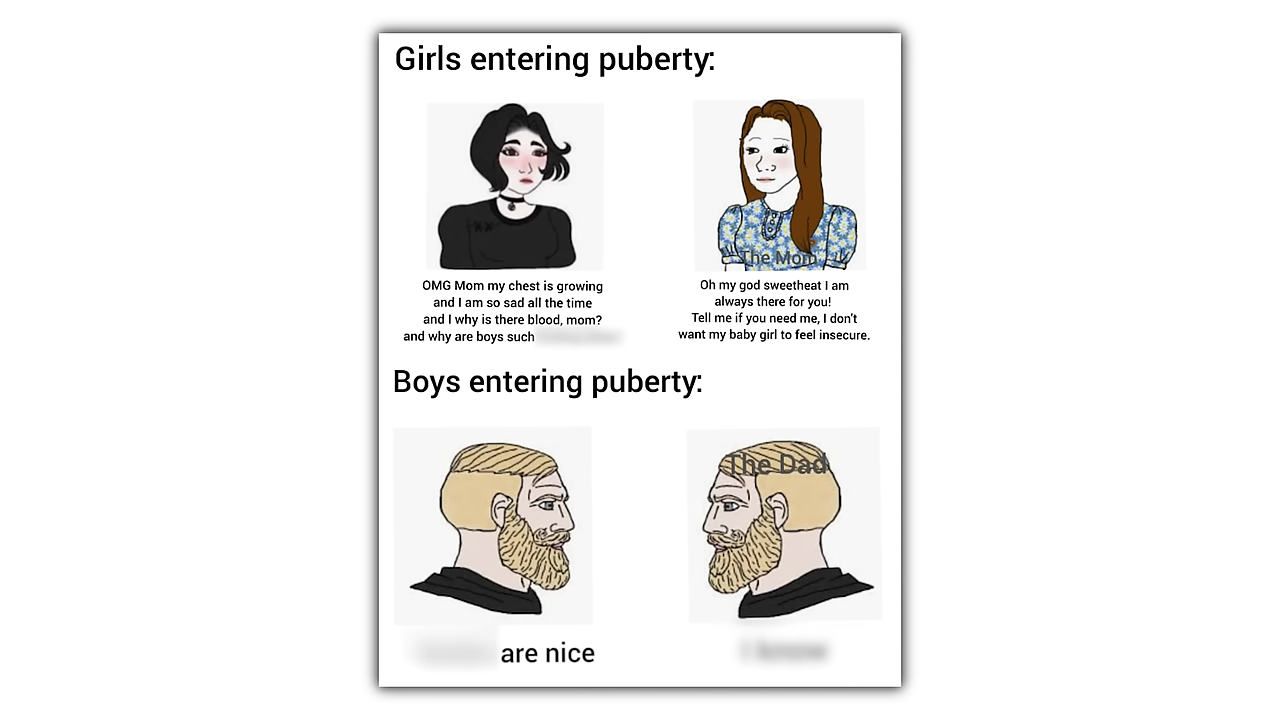 Girls entering puberty:
The Mom
OMG Mom my chest is growing
and I am so sad all the time
and I why is there blood, mom?
and why are boys such
Oh my god sweetheat I am
always there for you!
Tell me if you need me, I don't
want my baby girl to feel insecure.
Boys entering puberty:
The Dad
are nice
I know